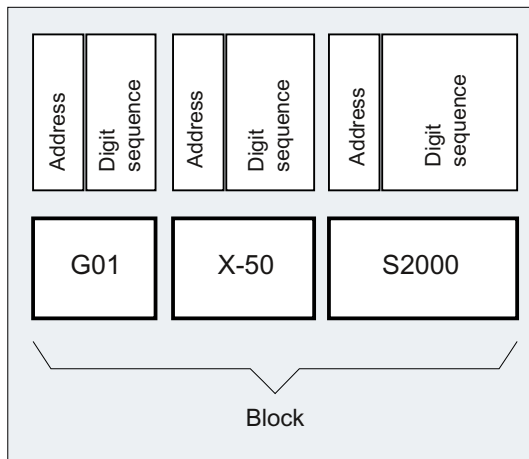 Address
Digit
sequence
Address
Digit
sequence
Address
Digit
sequence
G01
X-50
S2000
Block